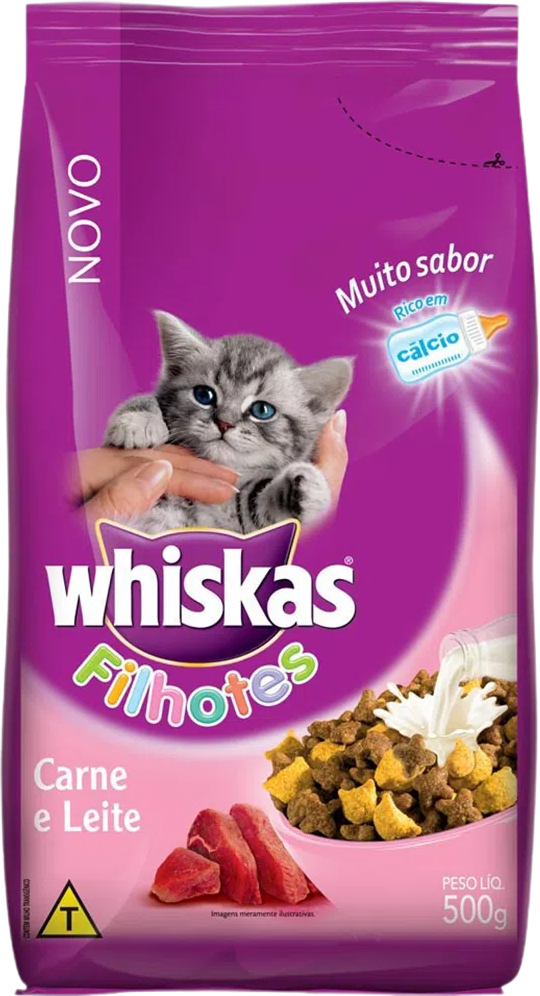 NOVO
Muito sabor
Rico em
cálcio
whiskas®
Filhotes
Carne
e Leite
Imagens meramente ilustrativas.
T
PESO LÍQ.
500g